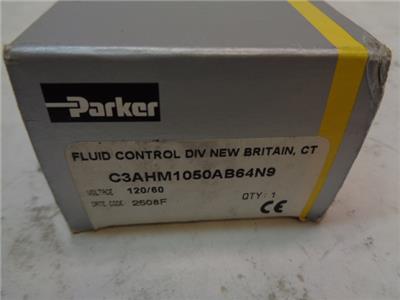 Parker
FLUID CONTROL DIV NEW BRITAIN, CT
C3AHM1050AB64N9
VOLTAGE 120/60
DATE CODE: 2508F
QTY: 1
CE